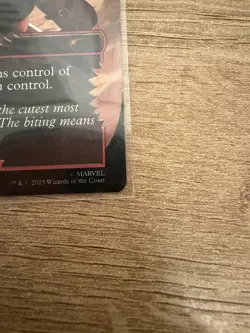 ns control of
n control.
the cutest most
The biting means
© MARVEL
™ & © 2025 Wizards of the Coast